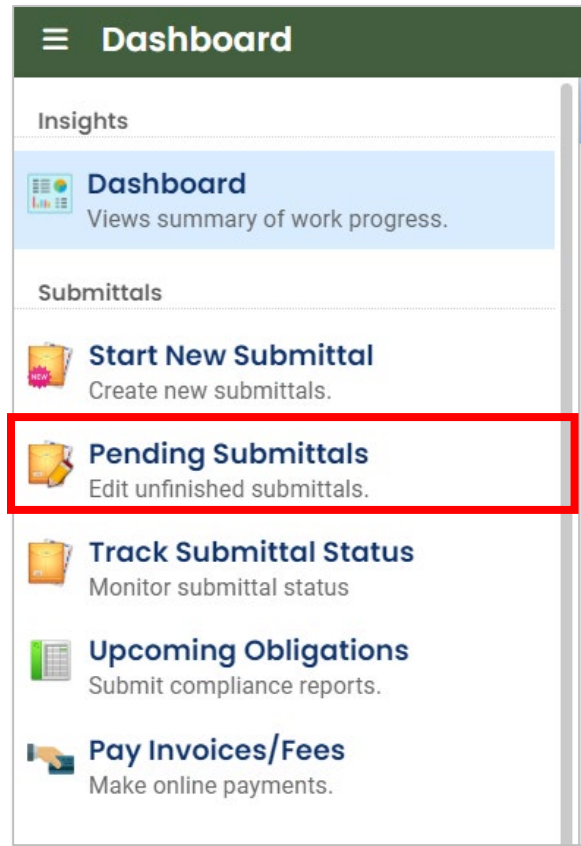 Dashboard
Insights
Dashboard
Views summary of work progress.
Submittals
Start New Submittal
NEW
Create new submittals.
Pending Submittals
Edit unfinished submittals.
Track Submittal Status
Monitor submittal status
Upcoming Obligations
Submit compliance reports.
Pay Invoices/Fees
Make online payments.